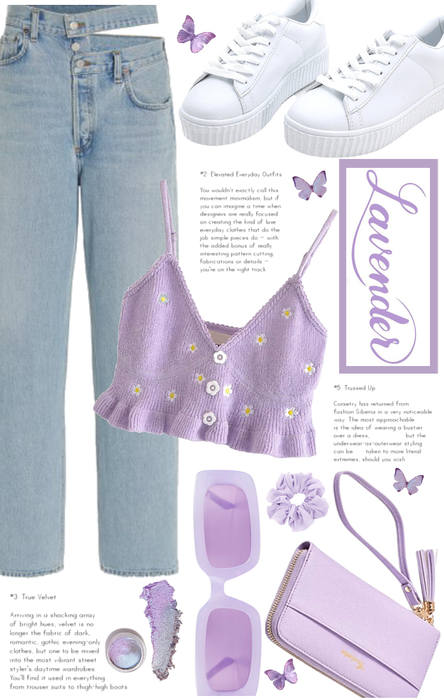 *2 Elevated Everyday Outfits
You wouldn't exactly call this
movement minimalism, but if
you can imagine a time when
designers are really focused
on creating the kind of luxe
everyday clothes that do the
job simple pieces do – with
the added bonus of really
interesting pattern cutting,
fabrications or details –
you're on the right track
Lavender
*5 Trussed Up
Corsetry has returned from
fashion Siberia in a very noticeable
way. The most approachable
is the idea of wearing a bustier
over a dress, but the
underwear-as-outerwear styling
can be taken to more literal
extremes, should you wish
*3 True Velvet
Arriving in a shocking array
of bright hues, velvet is no
longer the fabric of dark,
romantic, gothic evening-only
clothes, but one to be mixed
into the most vibrant street
styler's daytime wardrobes.
You'll find it used in everything
from trouser suits to thigh-high boots